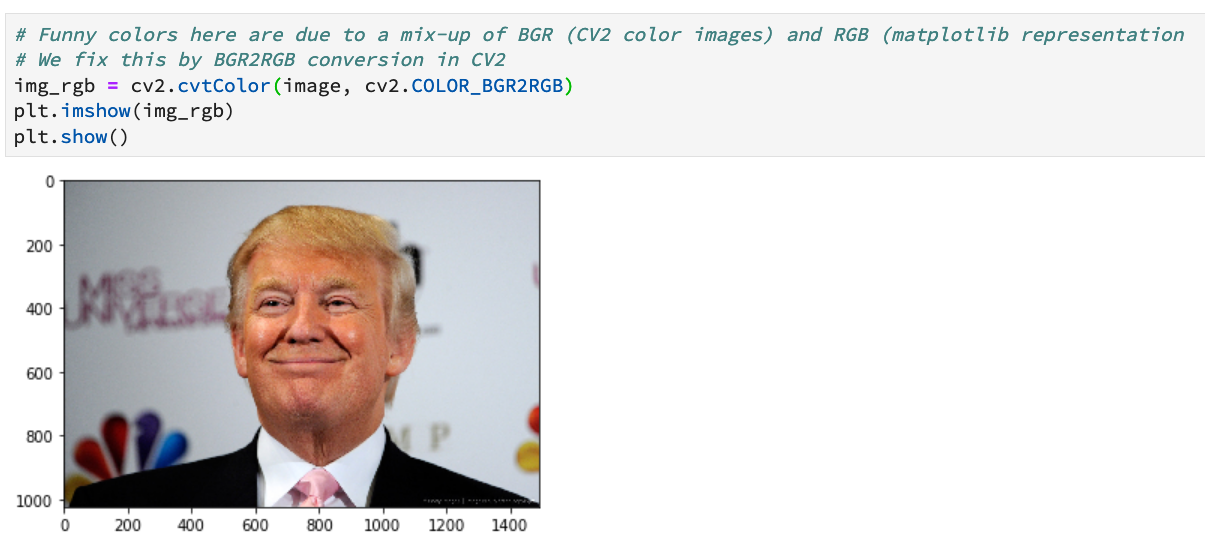 # Funny colors here are due to a mix-up of BGR (CV2 color images) and RGB (matplotlib representation
# We fix this by BGR2RGB conversion in CV2
img_rgb = cv2.cvtColor(image, cv2.COLOR_BGR2RGB)
plt.imshow(img_rgb)
plt.show()
0
200
400
600
800
1000
MISS
UNIVERSE
M P
0 200 400 600 800 1000 1200 1400